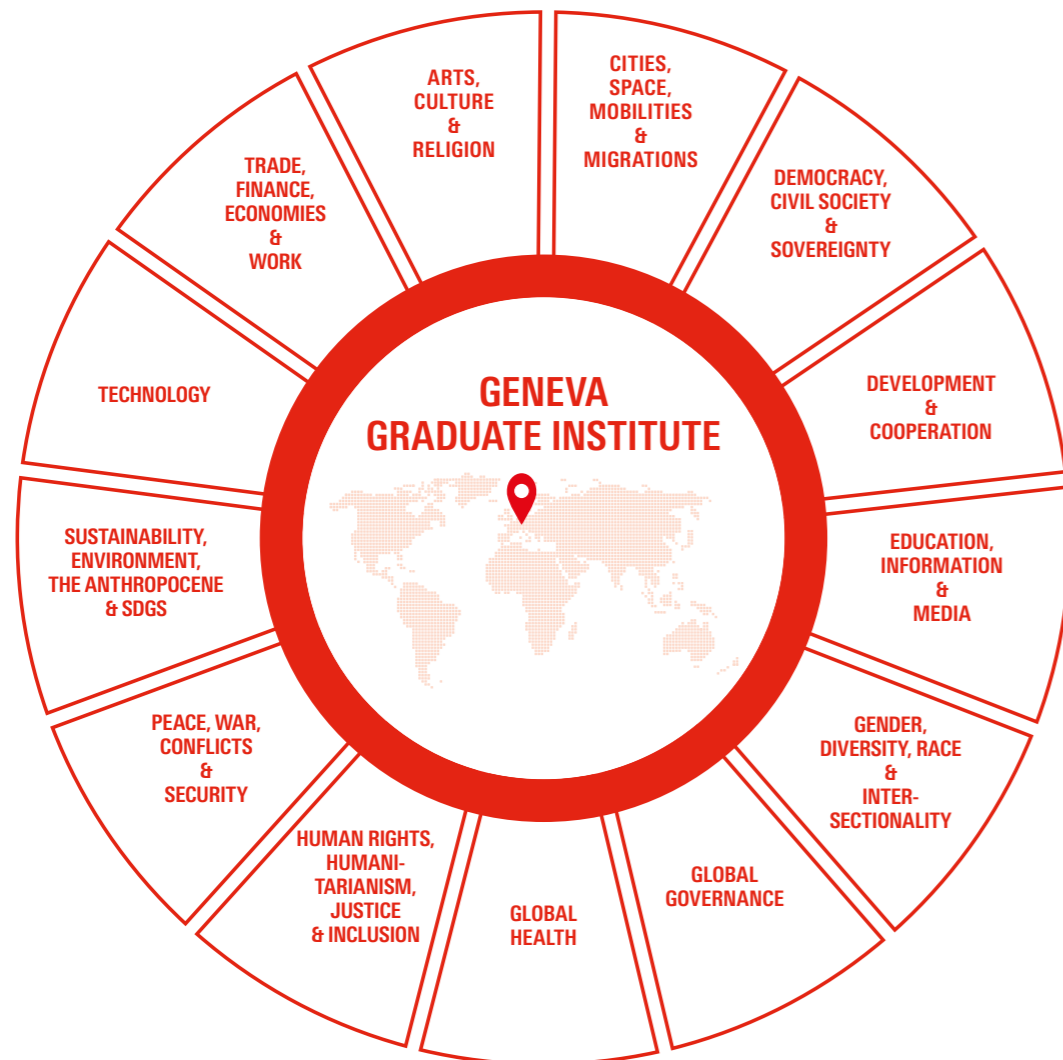 ARTS,
CULTURE
&
RELIGION
CITIES,
SPACE,
MOBILITIES
&
MIGRATIONS
DEMOCRACY,
CIVIL SOCIETY
&
SOVEREIGNTY
DEVELOPMENT
&
COOPERATION
EDUCATION,
INFORMATION
&
MEDIA
GENDER,
DIVERSITY, RACE
&
INTER-
SECTIONALITY
GLOBAL
GOVERNANCE
GLOBAL
HEALTH
HUMAN RIGHTS,
HUMANI-
TARIANISM,
JUSTICE
& INCLUSION
PEACE, WAR,
CONFLICTS
&
SECURITY
SUSTAINABILITY,
ENVIRONMENT,
THE ANTHROPOCENE
& SDGS
TECHNOLOGY
TRADE,
FINANCE,
ECONOMIES
&
WORK
GENEVA
GRADUATE INSTITUTE